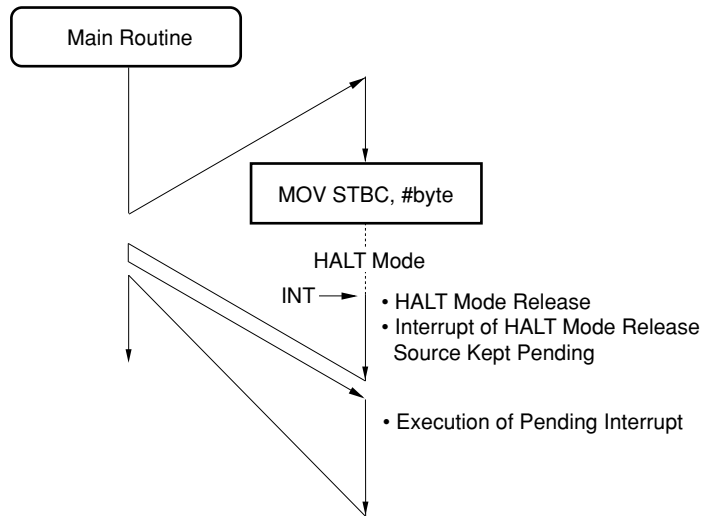 Main Routine
MOV STBC, #byte
HALT Mode
INT
• HALT Mode Release
• Interrupt of HALT Mode Release
Source Kept Pending
• Execution of Pending Interrupt